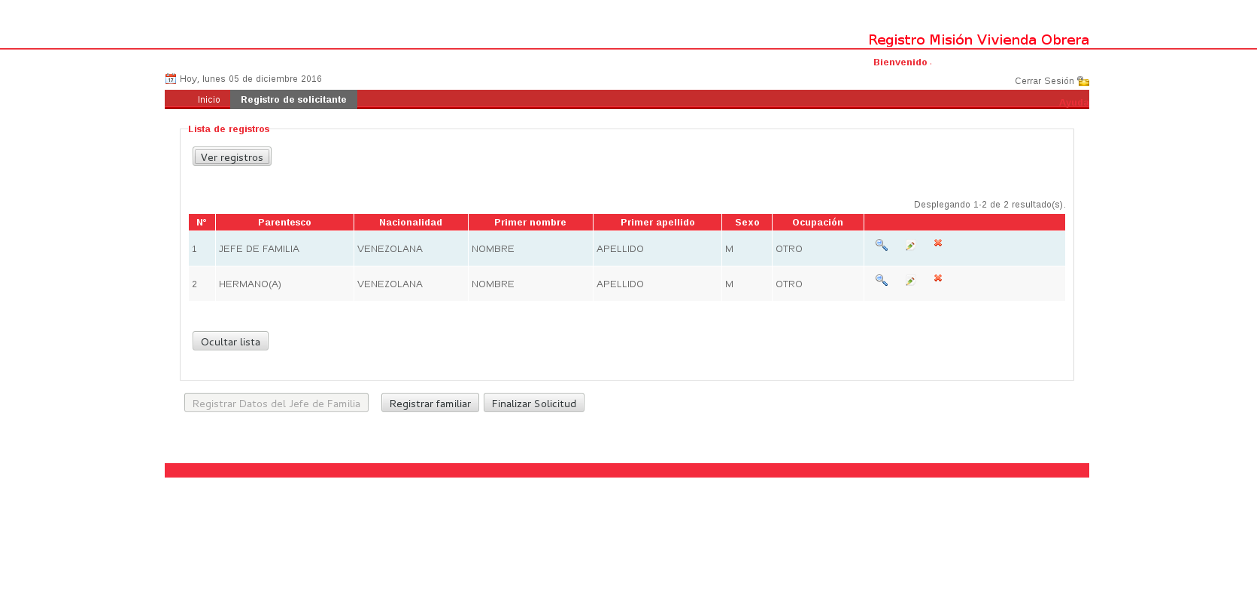 Registro Misión Vivienda Obrera
Bienvenido .
Hoy, lunes 05 de diciembre 2016
Cerrar Sesión
Inicio Registro de solicitante Ayuda
Lista de registros
Ver registros
Desplegando 1-2 de 2 resultado(s).
Nº Parentesco Nacionalidad Primer nombre Primer apellido Sexo Ocupación
1 JEFE DE FAMILIA VENEZOLANA NOMBRE APELLIDO M OTRO
2 HERMANO(A) VENEZOLANA NOMBRE APELLIDO M OTRO
Ocultar lista
Registrar Datos del Jefe de Familia Registrar familiar Finalizar Solicitud